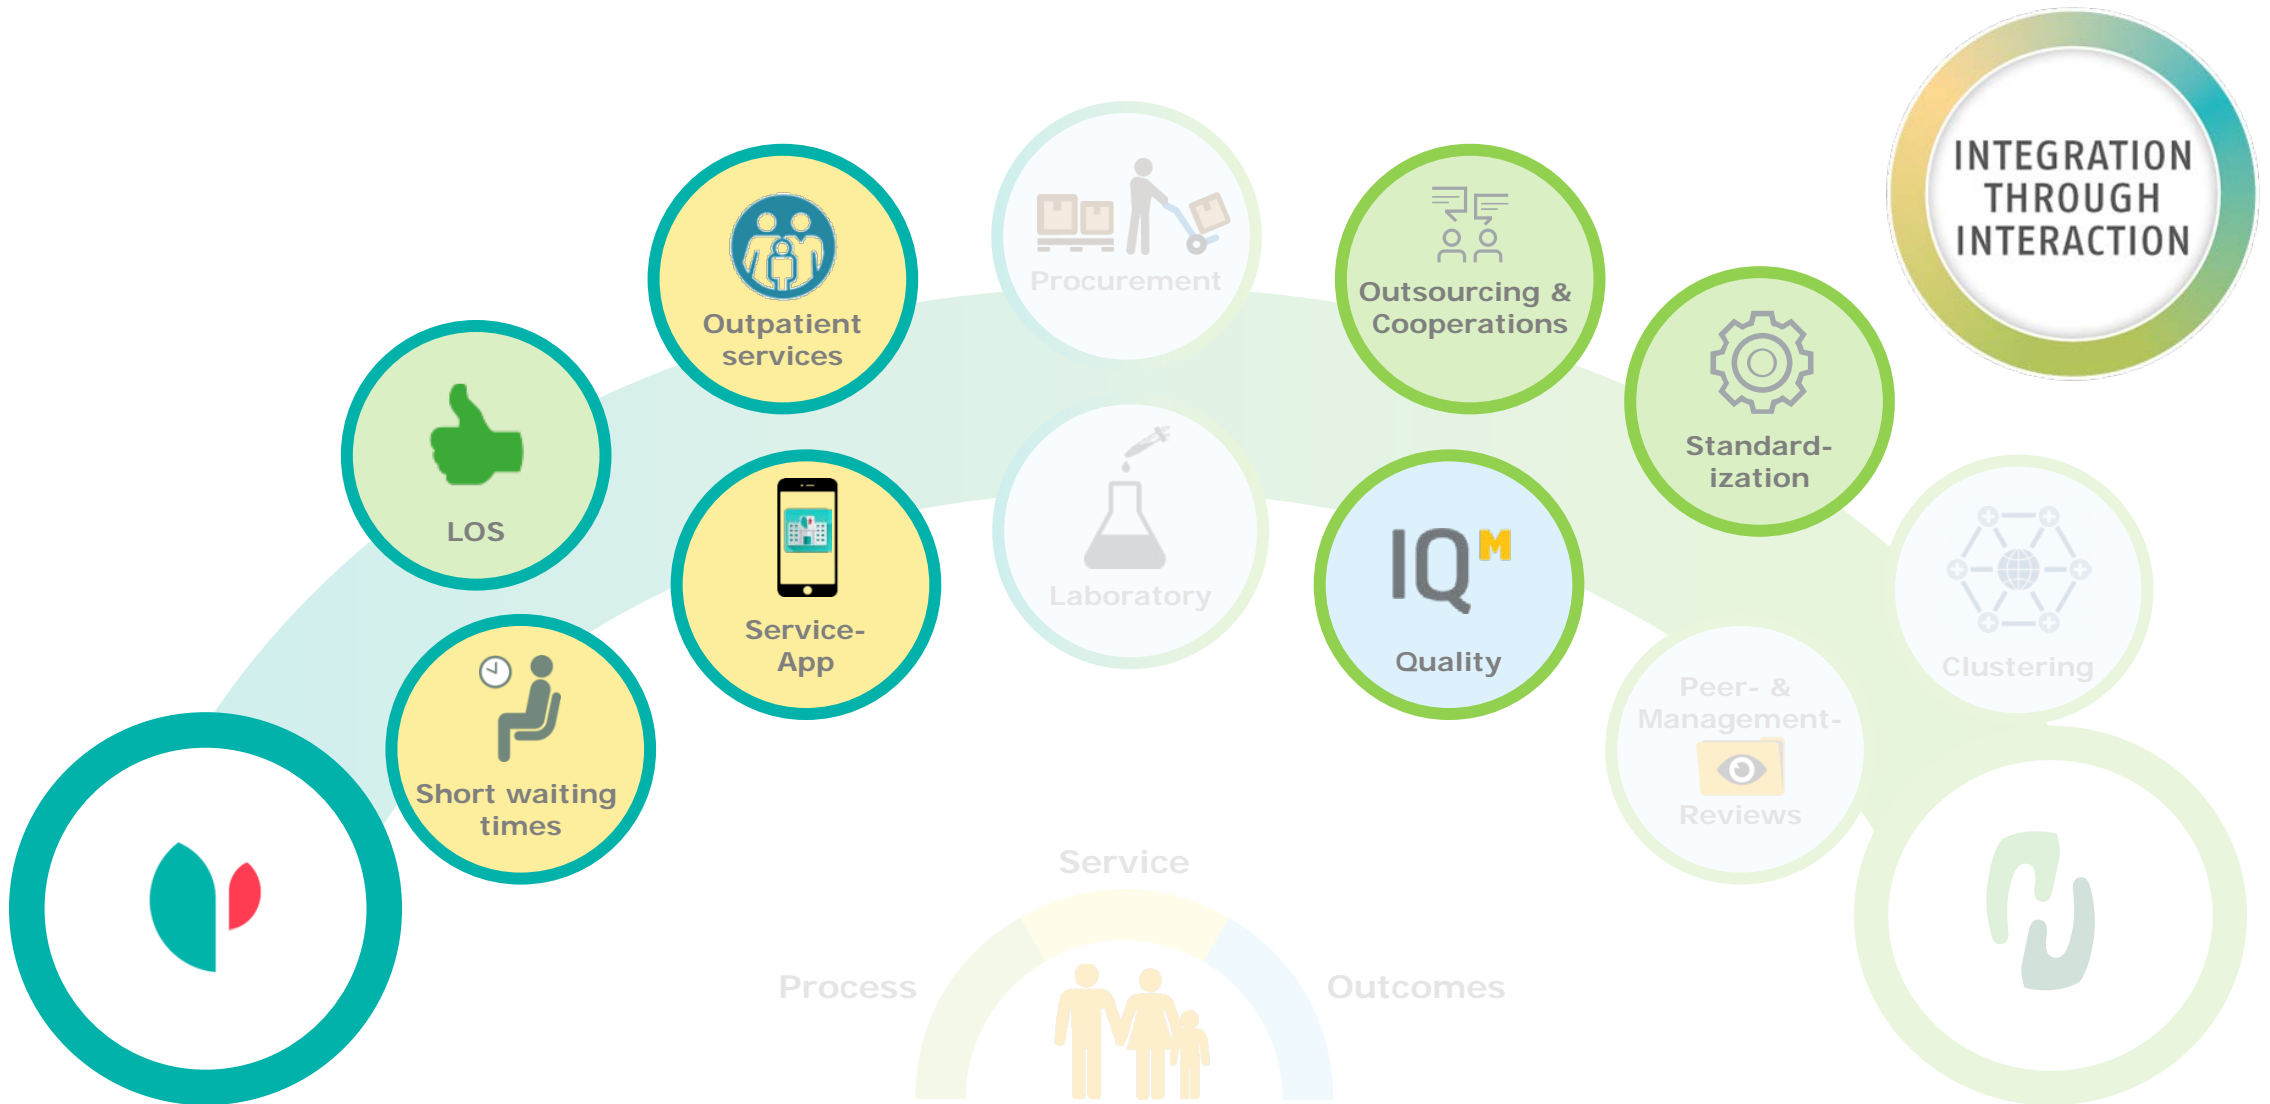 INTEGRATION
THROUGH
INTERACTION
Procurement
Outpatient
services
Outsourcing &
Cooperations
Standard-
ization
LOS
Service-
App
Laboratory
IQM
Quality
Clustering
Peer- &
Management-
Reviews
Short waiting
times
Service
Process
Outcomes